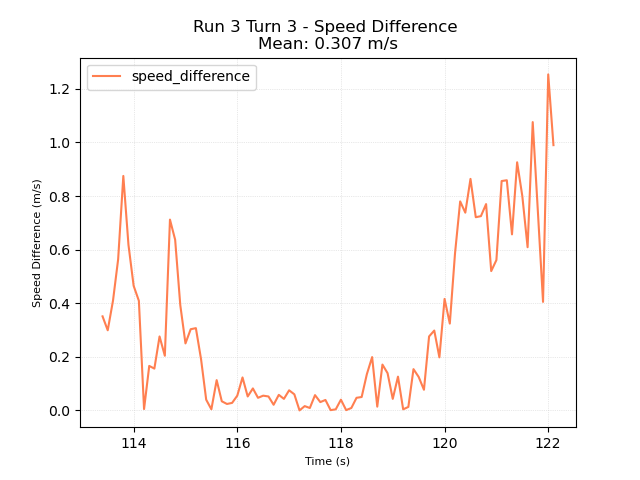 Run 3 Turn 3 - Speed Difference
Mean: 0.307 m/s
speed_difference
Speed Difference (m/s)
1.2
1.0
0.8
0.6
0.4
0.2
0.0
114
116
118
120
122
Time (s)